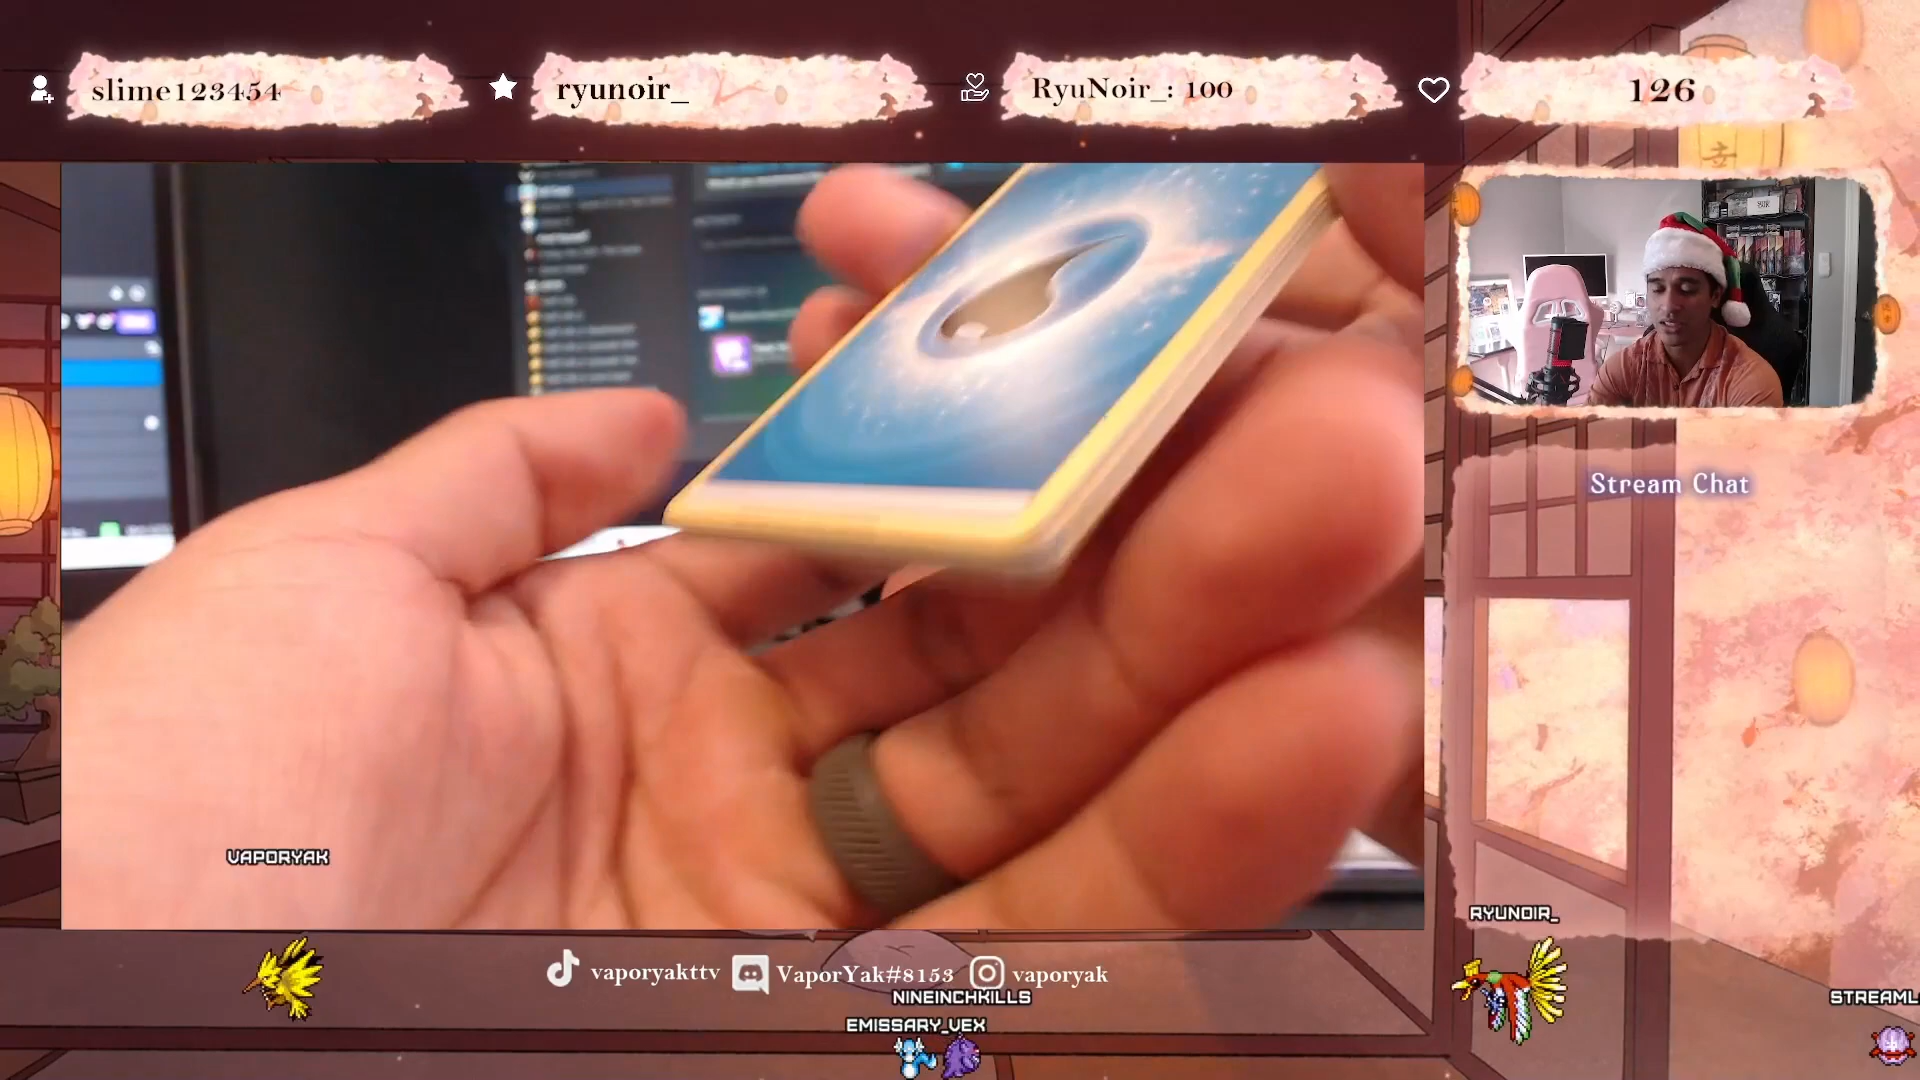 slime123454
ryunoir_
RyuNoir_: 100
126
Stream Chat
VAPORYAK
RYUNOIR_
vaporyakttv
VaporYak#8153
vaporyak
NINEINCHKILLS
STREAML
EMISSARY_VEX